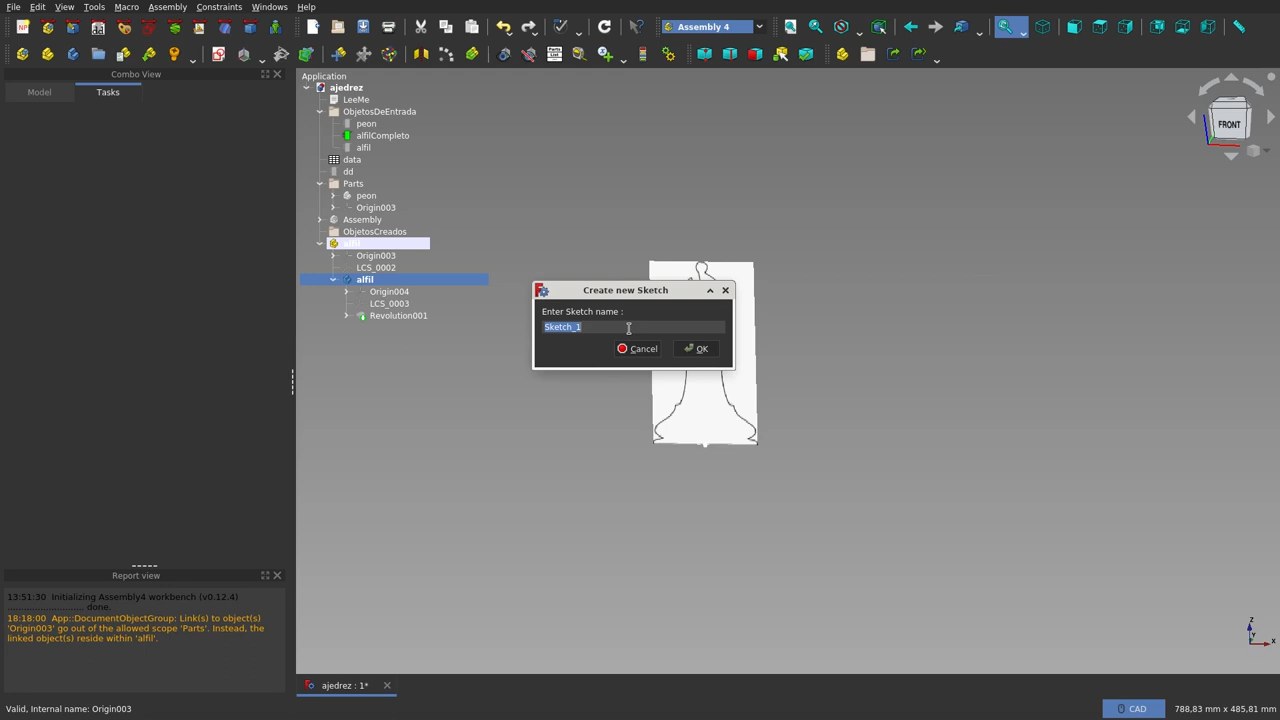 File Edit View Tools Macro Assembly Constraints Windows Help
Assembly 4
Combo View
Model Tasks
Application
ajedrez
LeeMe
ObjetosDeEntrada
peon
alfilCompleto
alfil
data
dd
Parts
peon
Origin003
Assembly
ObjetosCreados
alfil
Origin003
LCS_0002
alfil
Origin004
LCS_0003
Revolution001
FRONT
Create new Sketch
Enter Sketch name :
Sketch_1
Cancel OK
Report view
13:51:30 Initializing Assembly4 workbench (v0.12.4)
............................ done.
18:18:00 App::DocumentObjectGroup: Link(s) to object(s)
'Origin003' go out of the allowed scope 'Parts'. Instead, the
linked object(s) reside within 'alfil'.
Z
Y
X
ajedrez : 1*
Valid, Internal name: Origin003
CAD
788,83 mm x 485,81 mm